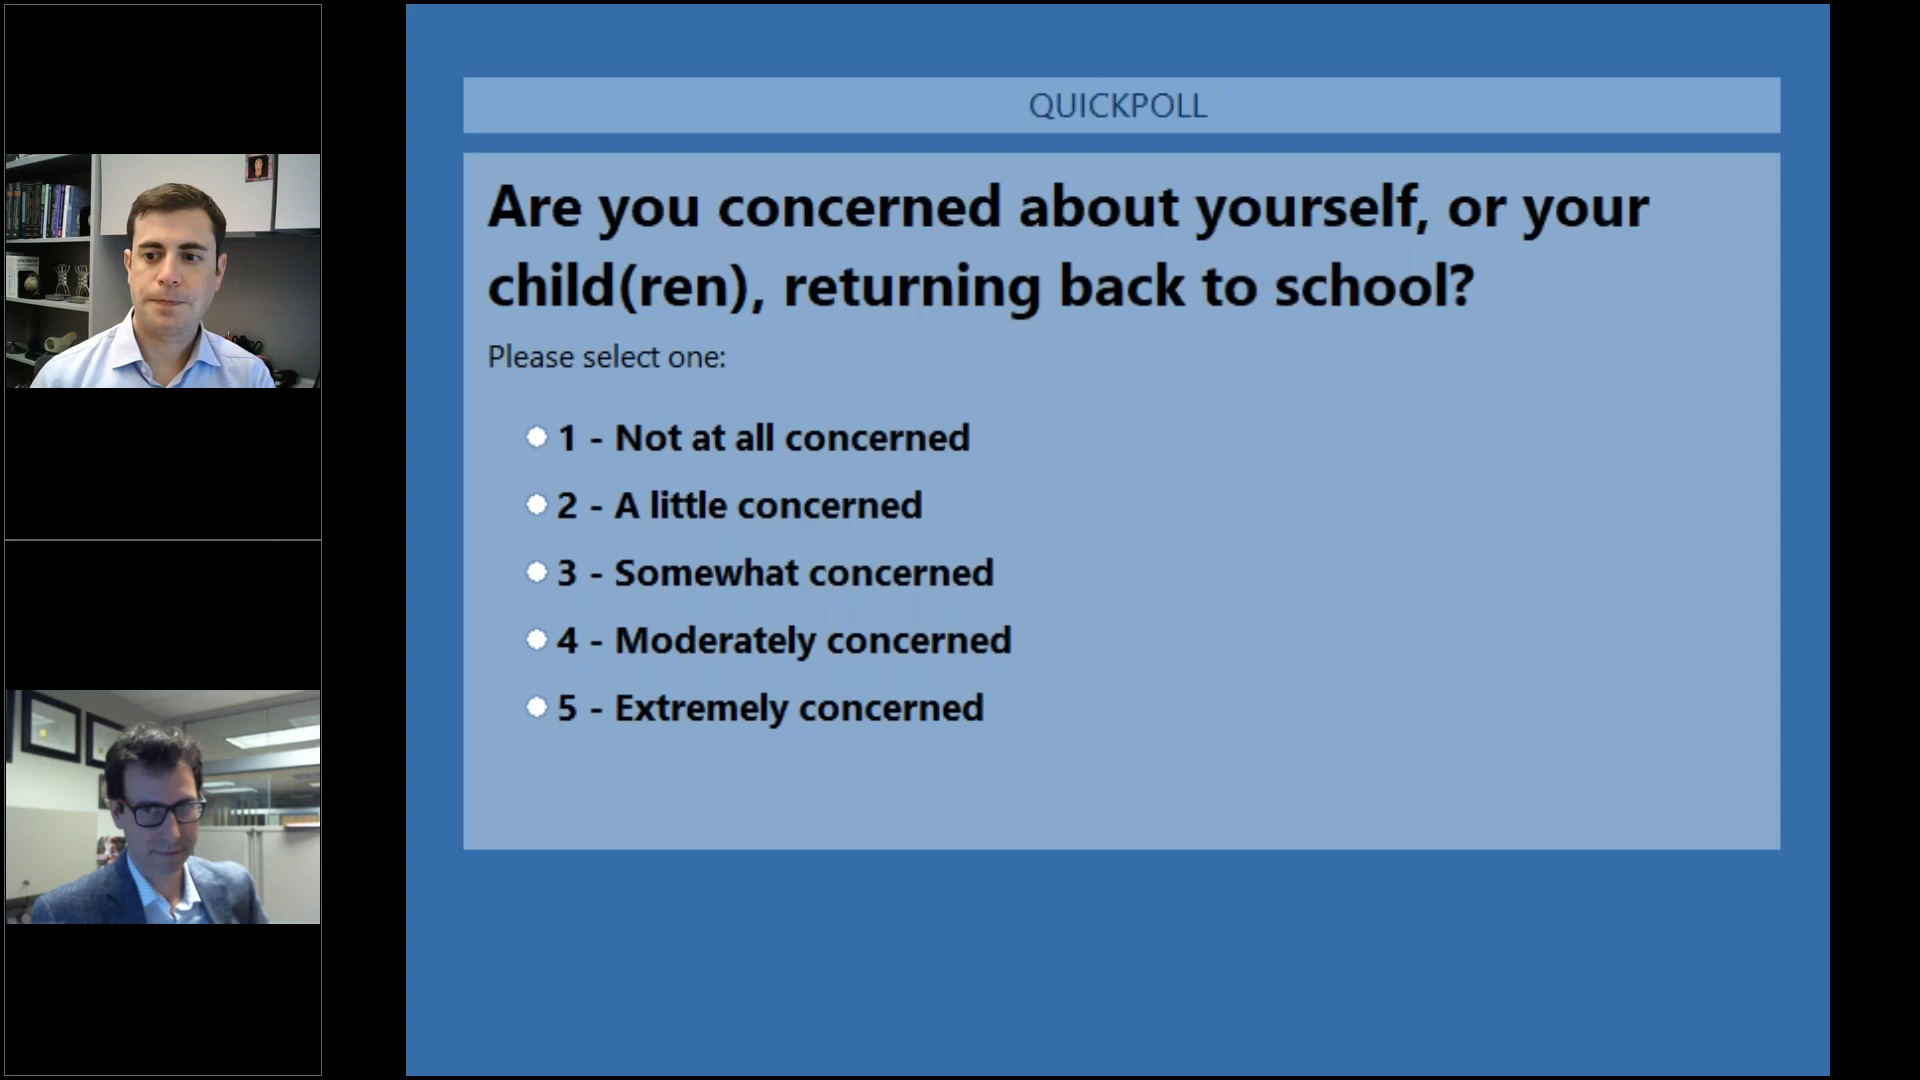 QUICKPOLL
Are you concerned about yourself, or your
child(ren), returning back to school?
Please select one:
1 - Not at all concerned
2 - A little concerned
3 - Somewhat concerned
4 - Moderately concerned
5 - Extremely concerned